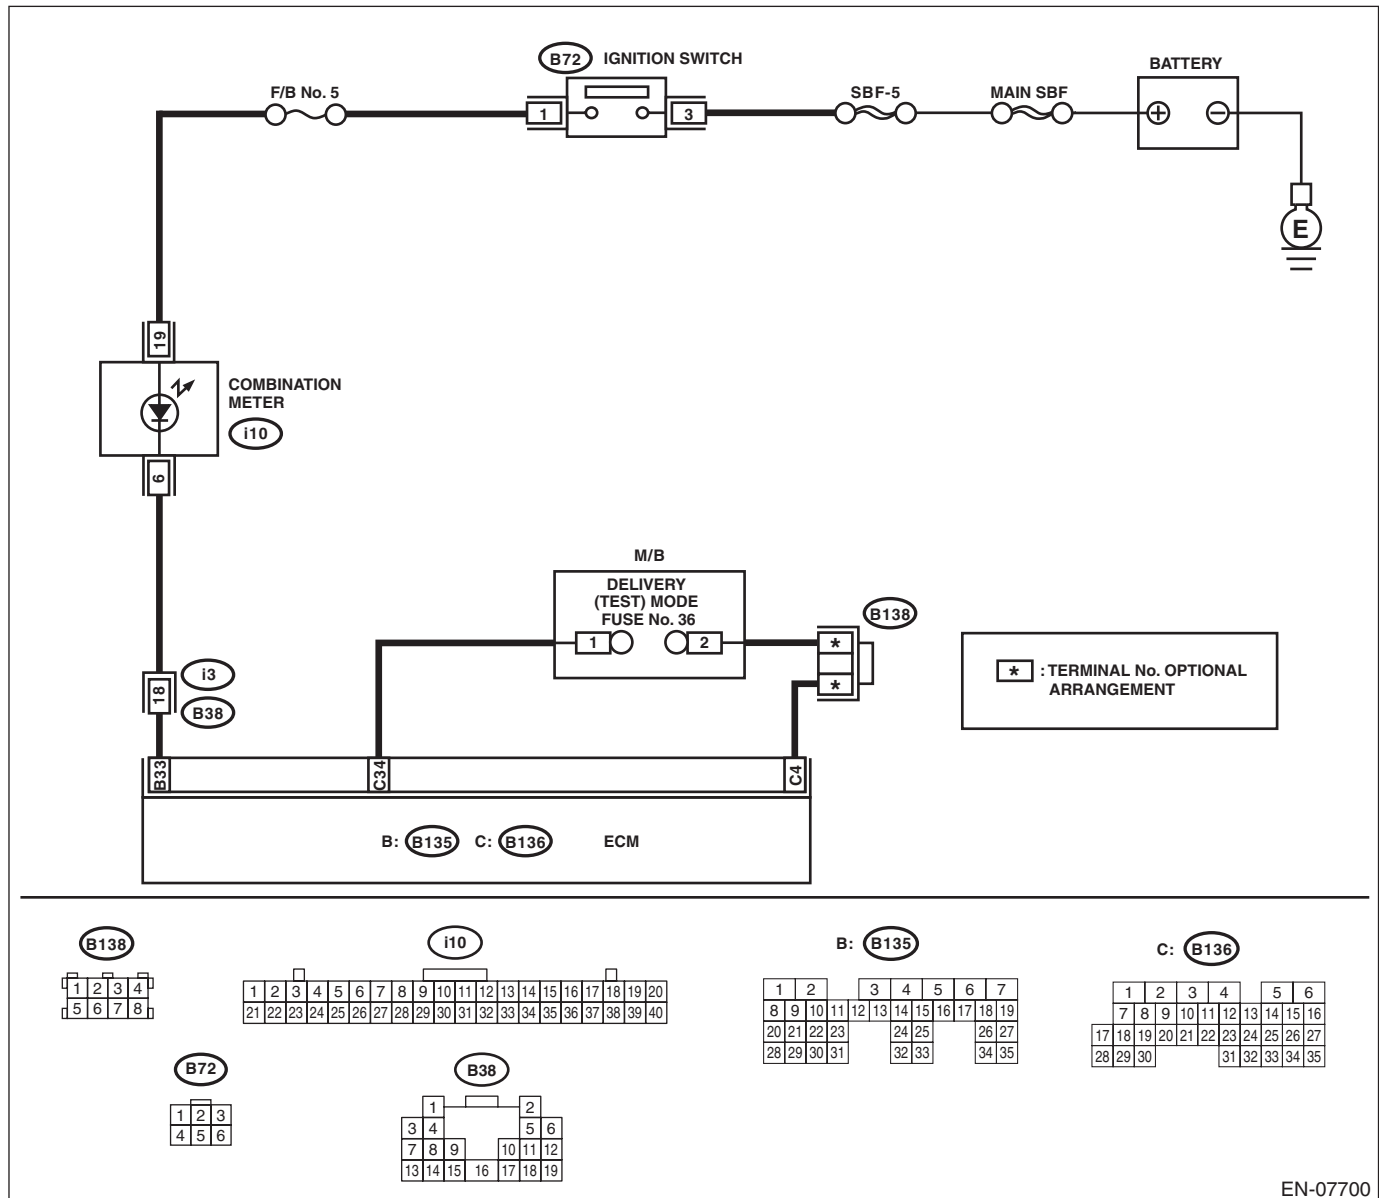 B72 IGNITION SWITCH
BATTERY
F/B No. 5
SBF-5
MAIN SBF
1
3
E
19
COMBINATION
METER
i10
6
M/B
DELIVERY
(TEST) MODE
FUSE No. 36
1
2
B138
*
*
* : TERMINAL No. OPTIONAL
ARRANGEMENT
i3
18
B38
B33
C34
C4
B: B135 C: B136 ECM
B138
1 2 3 4
5 6 7 8
i10
1 2 3 4 5 6 7 8 9 10 11 12 13 14 15 16 17 18 19 20
21 22 23 24 25 26 27 28 29 30 31 32 33 34 35 36 37 38 39 40
B: B135
1 2 3 4 5 6 7
8 9 10 11 12 13 14 15 16 17 18 19
20 21 22 23 24 25 26 27
28 29 30 31 32 33 34 35
C: B136
1 2 3 4 5 6
7 8 9 10 11 12 13 14 15 16
17 18 19 20 21 22 23 24 25 26 27
28 29 30 31 32 33 34 35
B72
1 2 3
4 5 6
B38
1 2
3 4 5 6
7 8 9 10 11 12
13 14 15 16 17 18 19
EN-07700